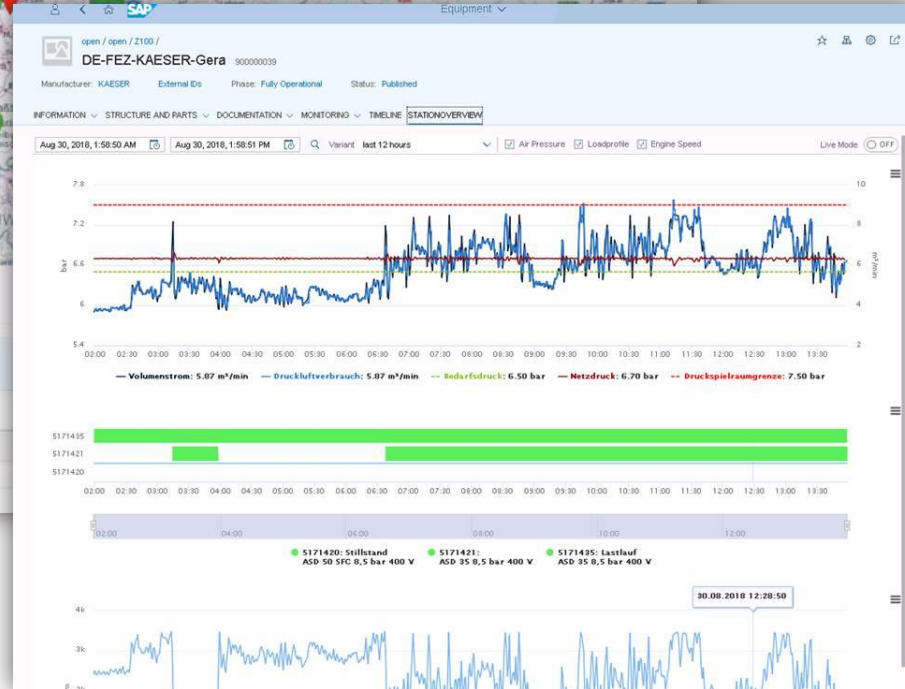 SAP
Equipment
open / open / Z100 /
DE-FEZ-KAESER-Gera 900000039
Manufacturer: KAESER External IDs Phase: Fully Operational Status: Published
INFORMATION STRUCTURE AND PARTS DOCUMENTATION MONITORING TIMELINE STATIONOVERVIEW
Aug 30, 2018, 1:58:50 AM Aug 30, 2018, 1:58:51 PM Variant last 12 hours Air Pressure Loadprofile Engine Speed Live Mode OFF
7.8 10
7.2 8
6.6 6
bar m³/min
6 4
5.4 2
02:00 02:30 03:00 03:30 04:00 04:30 05:00 05:30 06:00 06:30 07:00 07:30 08:00 08:30 09:00 09:30 10:00 10:30 11:00 11:30 12:00 12:30 13:00 13:30
Volumenstrom: 5.87 m³/min Druckluftverbrauch: 5.87 m³/min Bedarfsdruck: 6.50 bar Netzdruck: 6.70 bar Druckspielraumgrenze: 7.50 bar
5171435
5171421
5171420
02:00 02:30 03:00 03:30 04:00 04:30 05:00 05:30 06:00 06:30 07:00 07:30 08:00 08:30 09:00 09:30 10:00 10:30 11:00 11:30 12:00 12:30 13:00 13:30
02:00 04:00 06:00 08:00 10:00 12:00
5171420: Stillstand 5171421: 5171435: Lastlauf
ASD 50 SFC 8,5 bar 400 V ASD 35 8,5 bar 400 V ASD 35 8,5 bar 400 V
30.08.2018 12:28:50
4k
3k